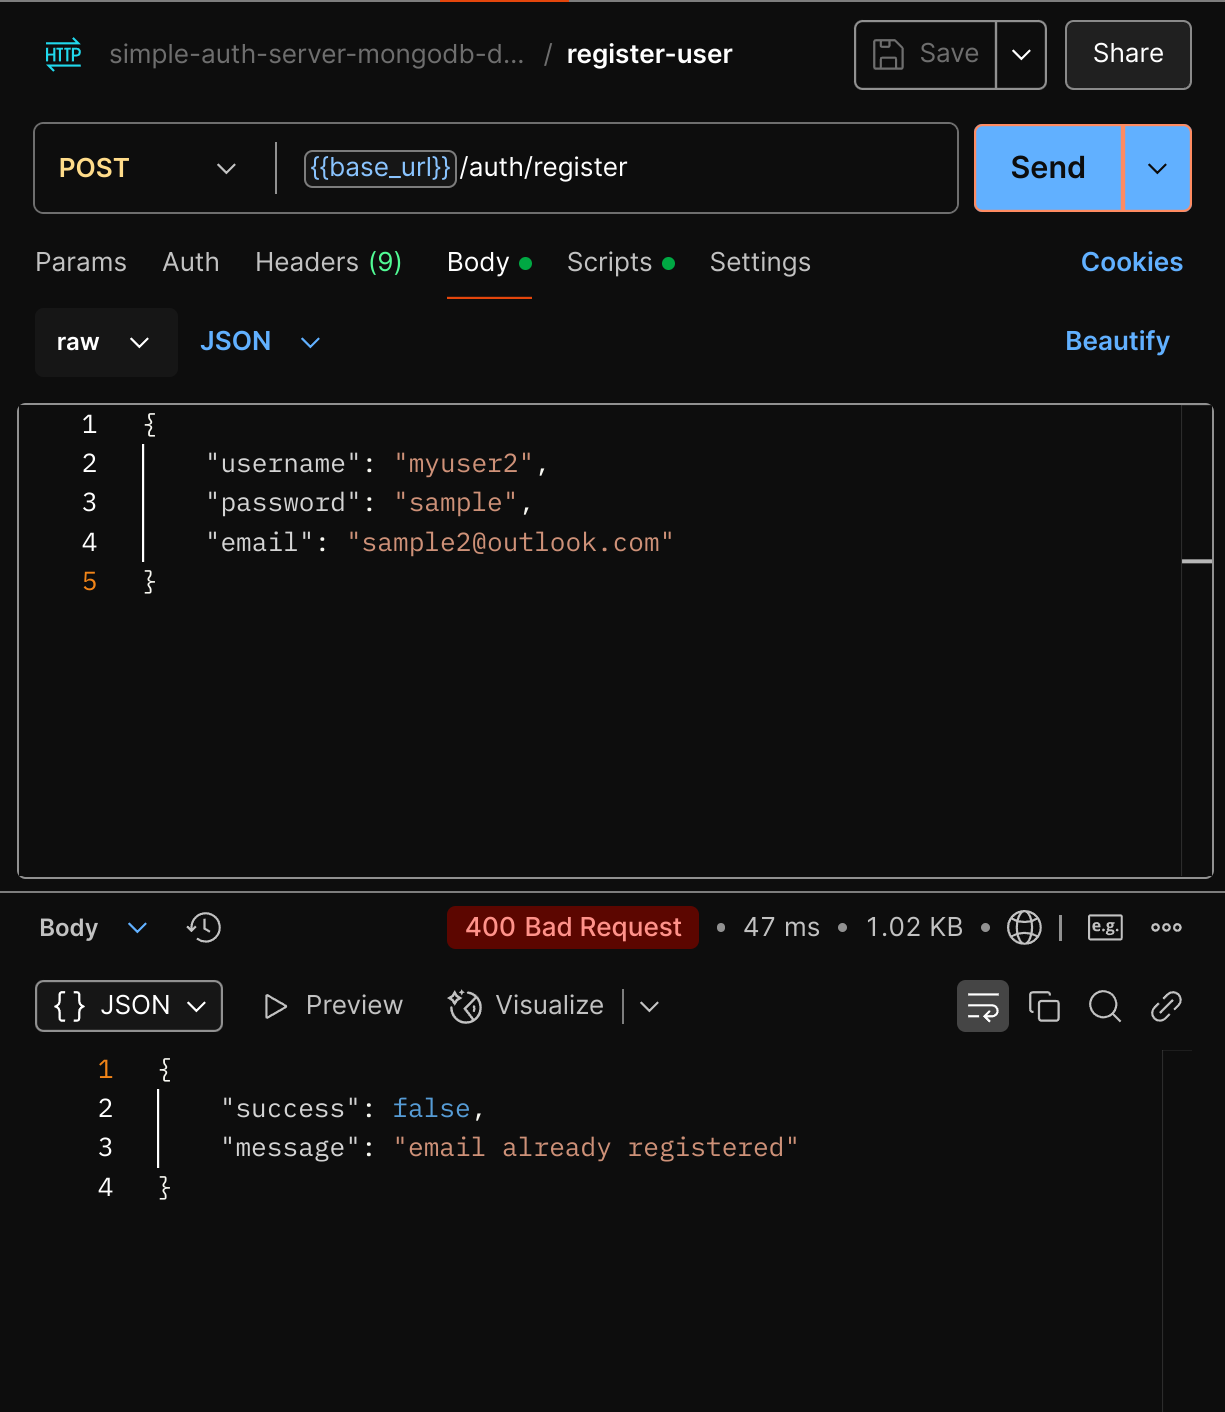 HTTP simple-auth-server-mongodb-d... / register-user Save Share
POST {{base_url}}/auth/register Send
Params Auth Headers (9) Body Scripts Settings Cookies
raw JSON Beautify
1 {
2 "username": "myuser2",
3 "password": "sample",
4 "email": "sample2@outlook.com"
5 }
Body 400 Bad Request • 47 ms • 1.02 KB • | e.g.
{} JSON Preview Visualize
1 {
2 "success": false,
3 "message": "email already registered"
4 }